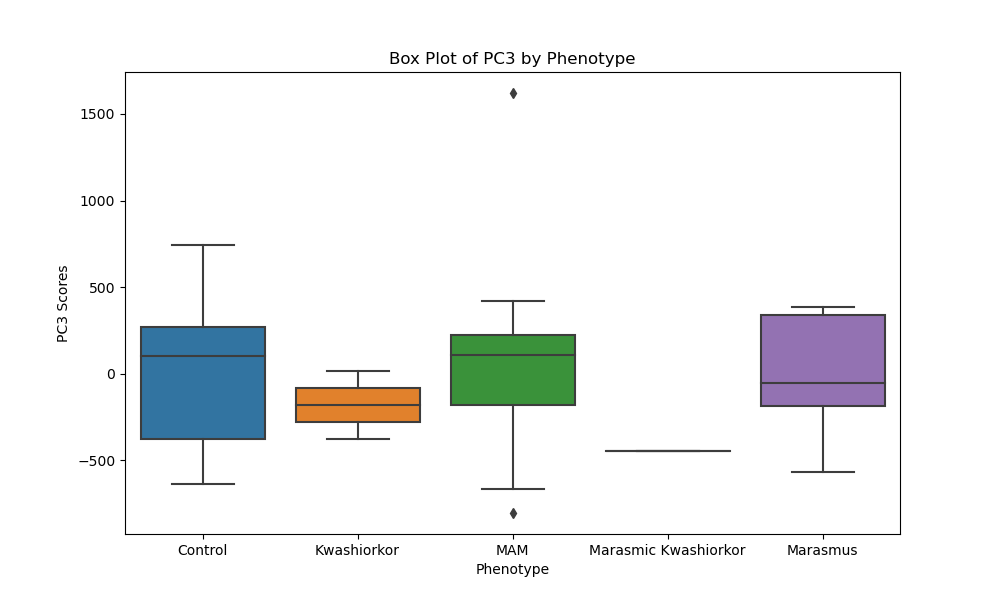 Box Plot of PC3 by Phenotype
PC3 Scores
1500
1000
500
0
−500
Control
Kwashiorkor
MAM
Marasmic Kwashiorkor
Marasmus
Phenotype